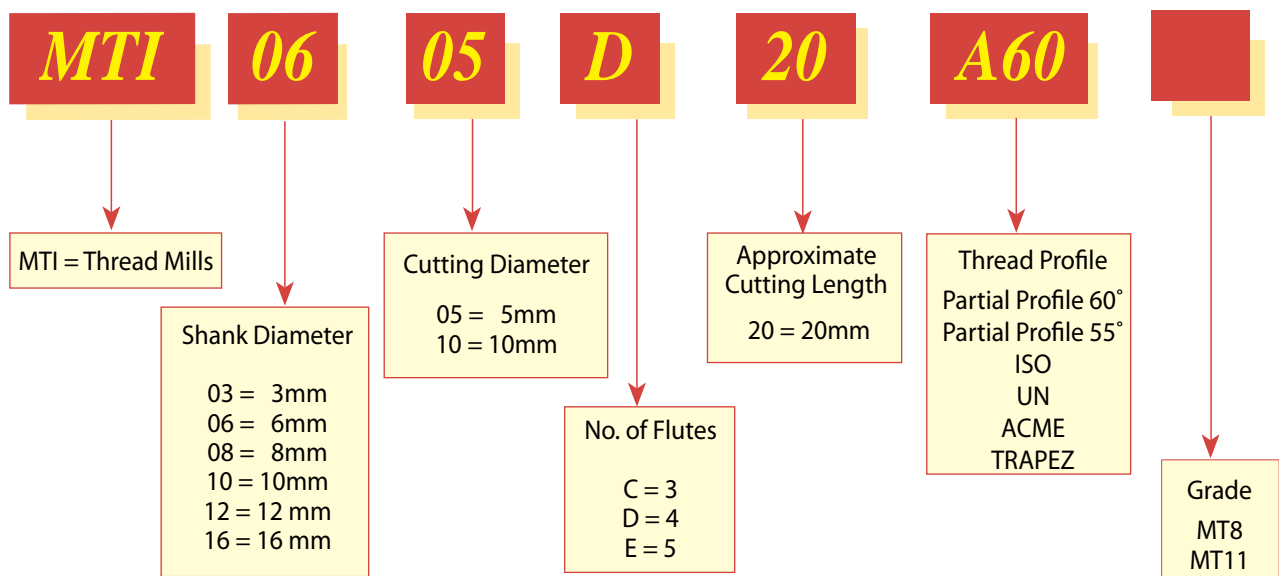 MTI 06 05 D 20 A60
MTI = Thread Mills
Shank Diameter
03 = 3mm
06 = 6mm
08 = 8mm
10 = 10mm
12 = 12 mm
16 = 16 mm
Cutting Diameter
05 = 5mm
10 = 10mm
No. of Flutes
C = 3
D = 4
E = 5
Approximate
Cutting Length
20 = 20mm
Thread Profile
Partial Profile 60°
Partial Profile 55°
ISO
UN
ACME
TRAPEZ
Grade
MT8
MT11